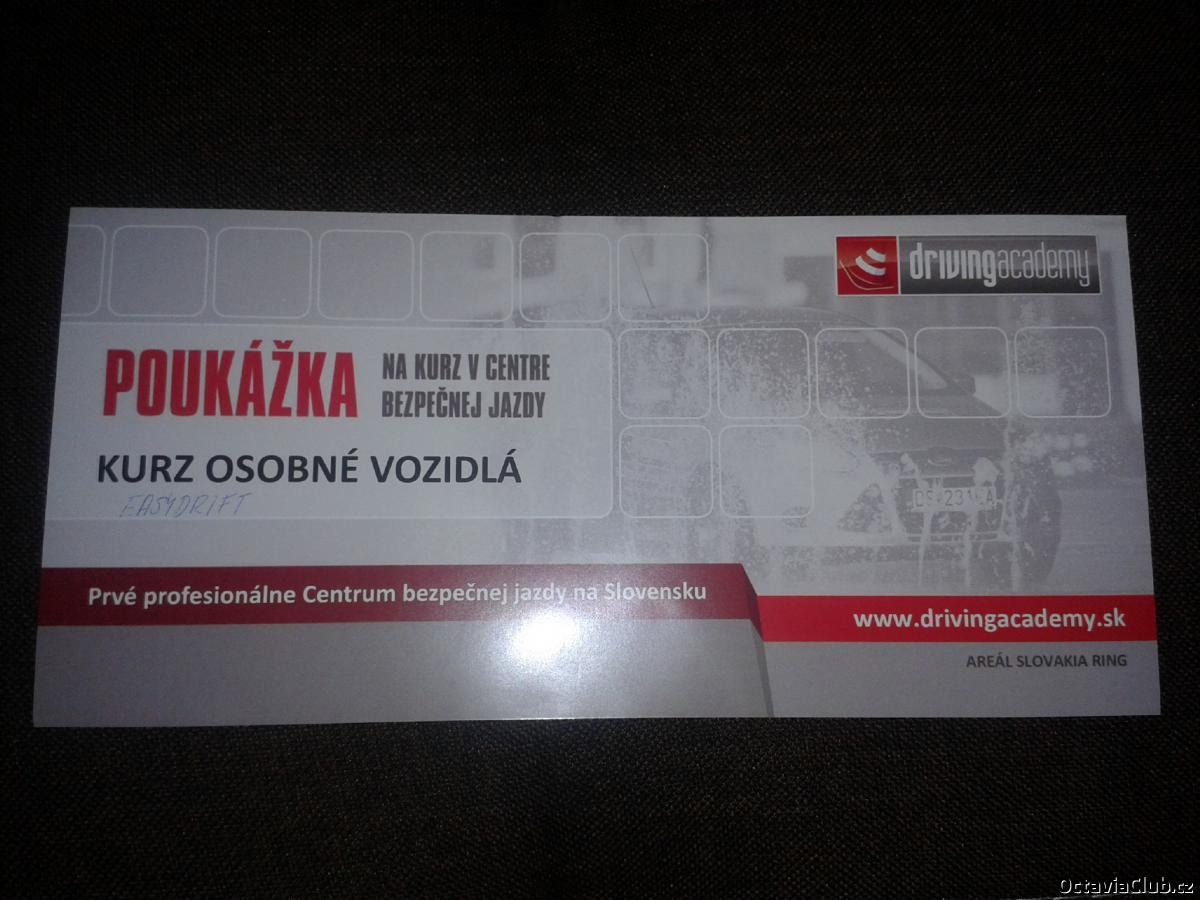 drivingacademy
POUKÁŽKA
NA KURZ V CENTRE
BEZPEČNEJ JAZDY
KURZ OSOBNÉ VOZIDLÁ
EASYDRIFT
Prvé profesionálne Centrum bezpečnej jazdy na Slovensku
www.drivingacademy.sk
AREÁL SLOVAKIA RING
OctaviaClub.cz